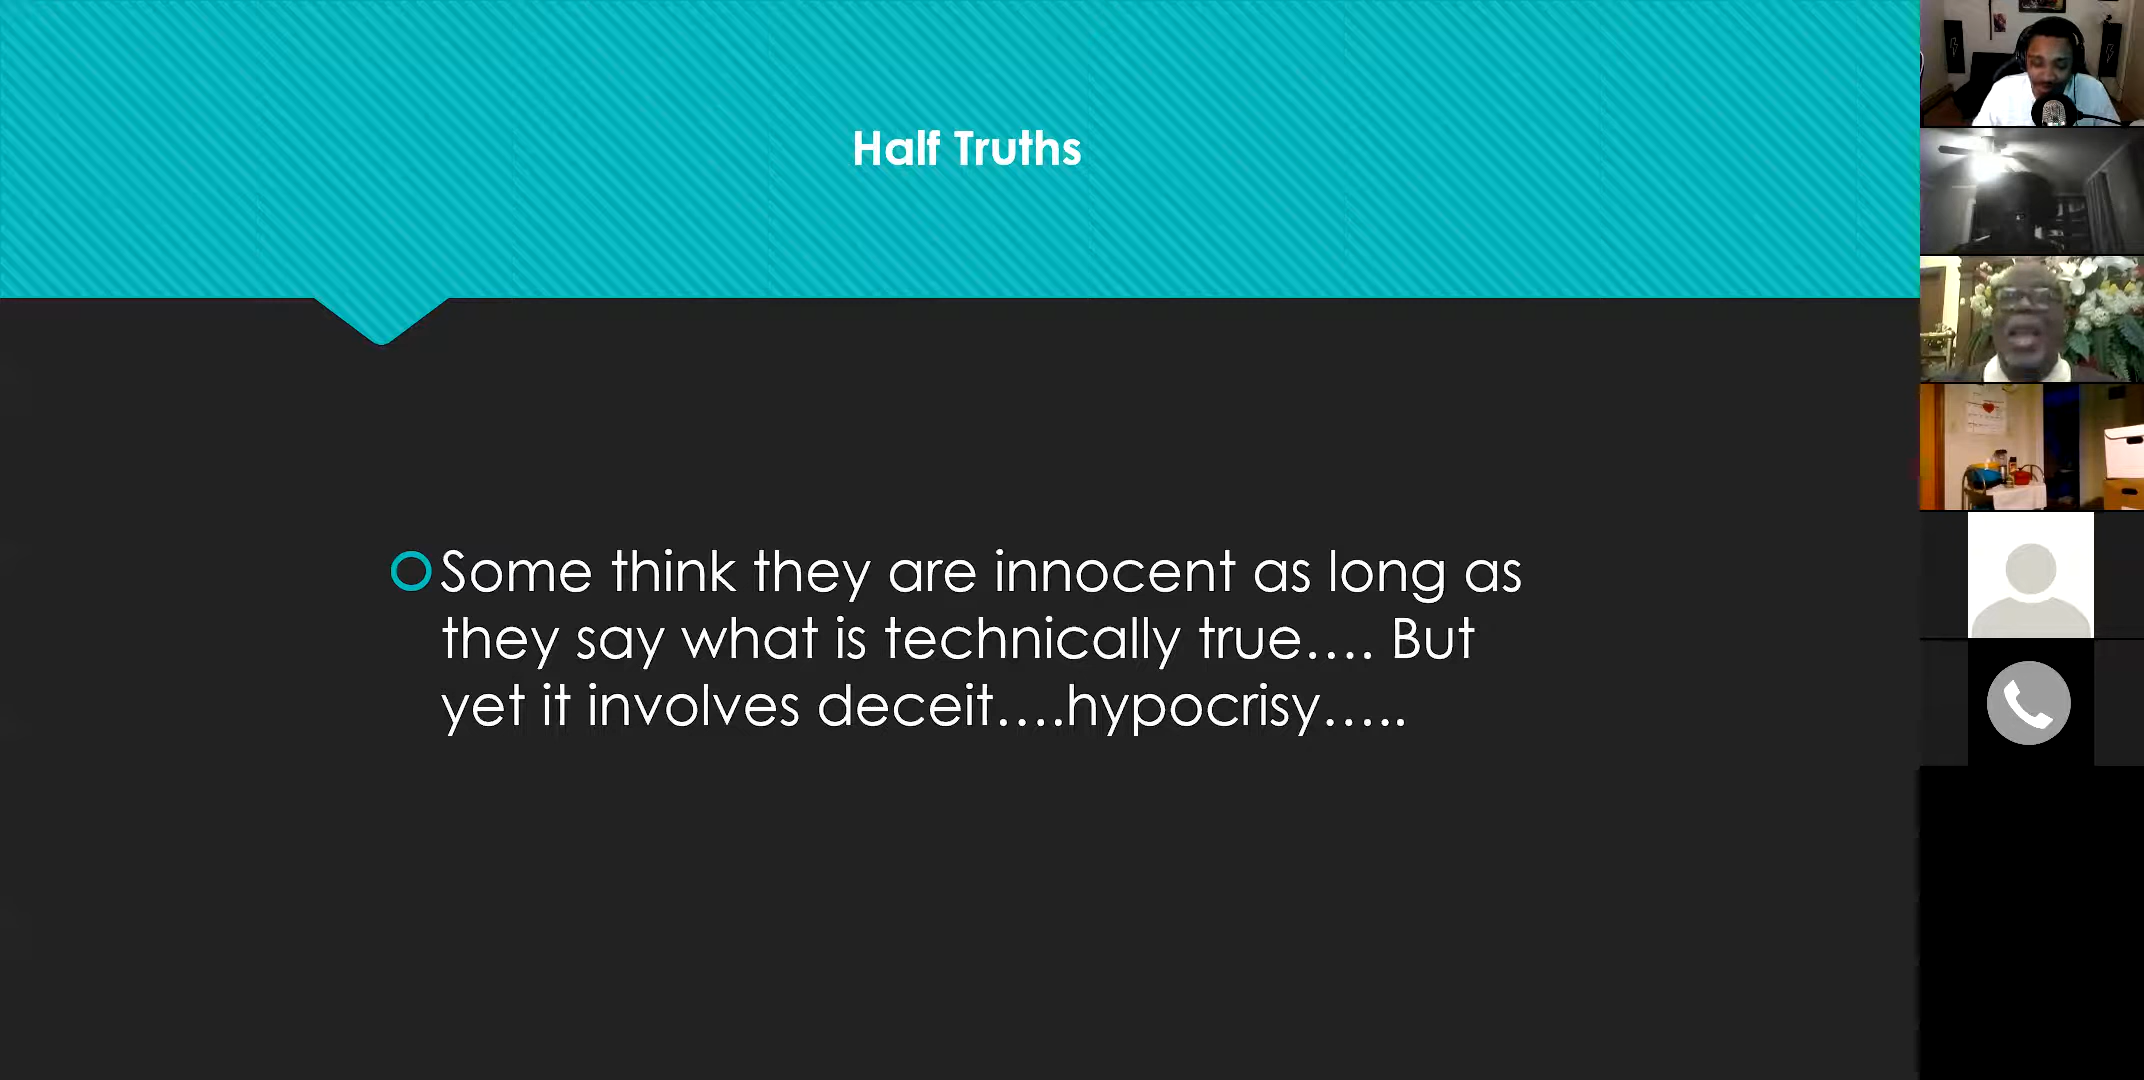 Half Truths
Some think they are innocent as long as
they say what is technically true.... But
yet it involves deceit....hypocrisy.....